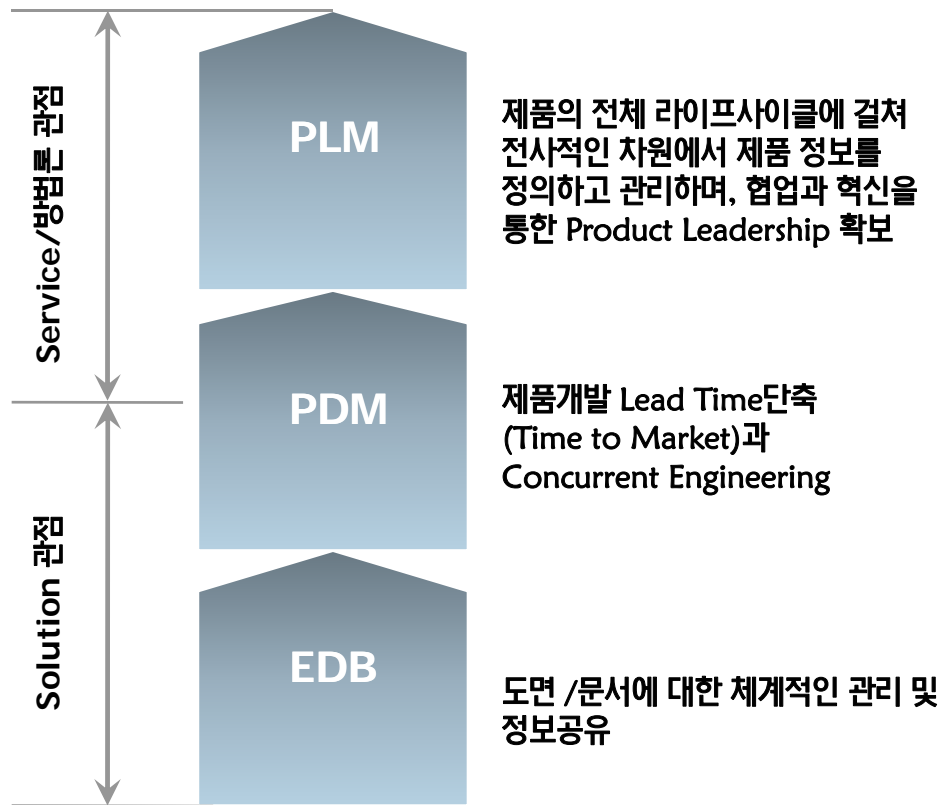 Service/방법론 관점
PLM
제품의 전체 라이프사이클에 걸쳐
전사적인 차원에서 제품 정보를
정의하고 관리하며, 협업과 혁신을
통한 Product Leadership 확보
PDM
제품개발 Lead Time단축
(Time to Market)과
Concurrent Engineering
Solution 관점
EDB
도면 /문서에 대한 체계적인 관리 및
정보공유